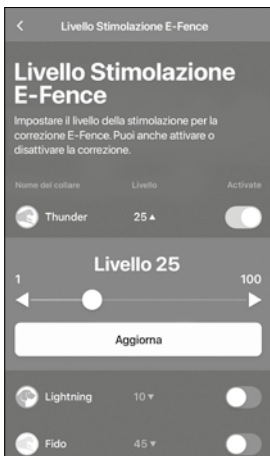 Livello Stimolazione E-Fence
Livello Stimolazione
E-Fence
Impostare il livello della stimolazione per la
correzione E-Fence. Puoi anche attivare o
disattivare la correzione.
Nome del collare Livello Activate
Thunder 25 ▲
Livello 25
1 100
Aggiorna
Lightning 10 ▼
Fido 45 ▼